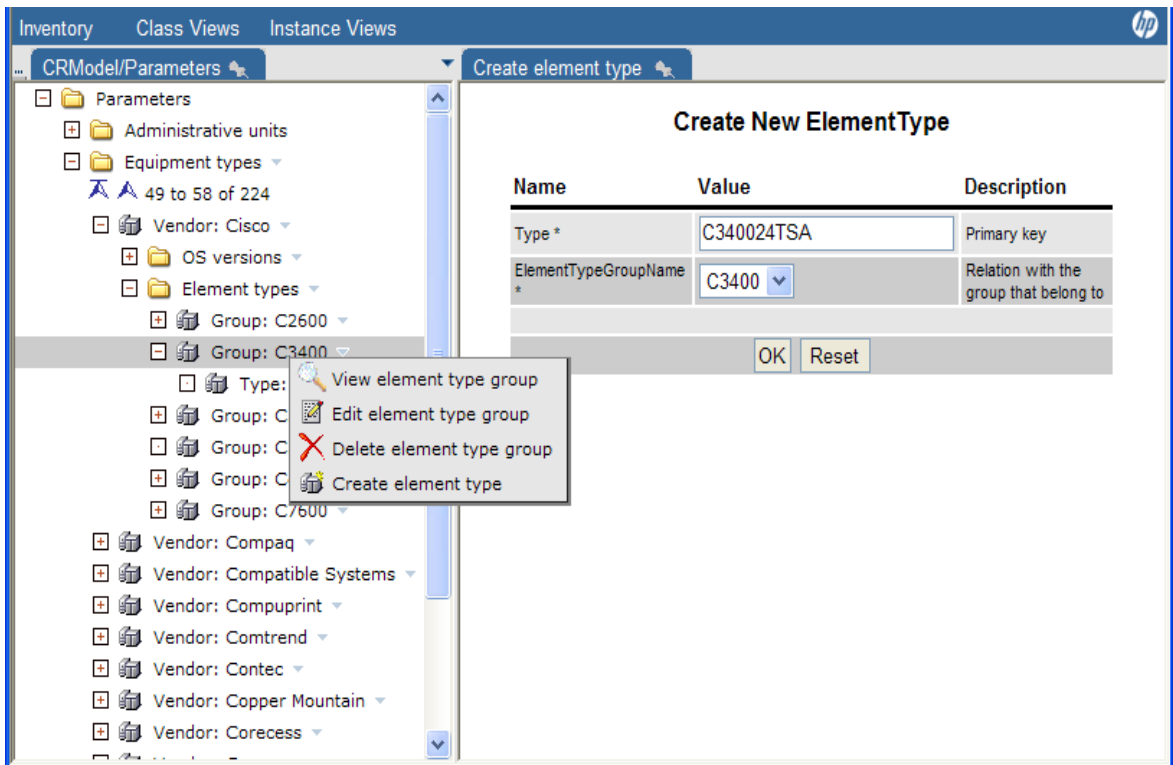 Inventory Class Views Instance Views
hp
... CRModel/Parameters
Create element type
Parameters
Administrative units
Equipment types
49 to 58 of 224
Vendor: Cisco
OS versions
Element types
Group: C2600
Group: C3400
Type:
Group: C
Group: C
Group: C
Group: C7600
Vendor: Compaq
Vendor: Compatible Systems
Vendor: Compuprint
Vendor: Comtrend
Vendor: Contec
Vendor: Copper Mountain
Vendor: Corecess
View element type group
Edit element type group
Delete element type group
Create element type
Create New ElementType
Name Value Description
Type * C340024TSA Primary key
ElementTypeGroupName
* C3400 Relation with the
group that belong to
OK Reset